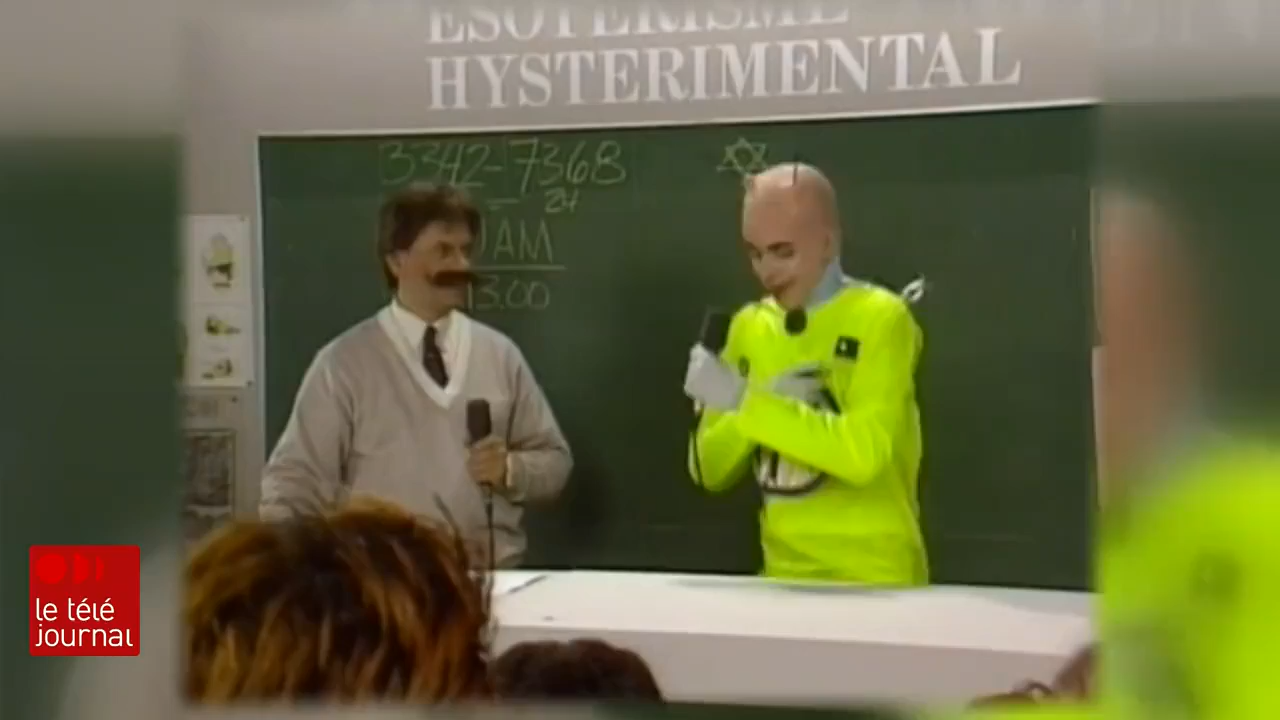 ESOTERISME
HYSTERIMENTAL
3342-7368
24
AM
13.00
le télé
journal